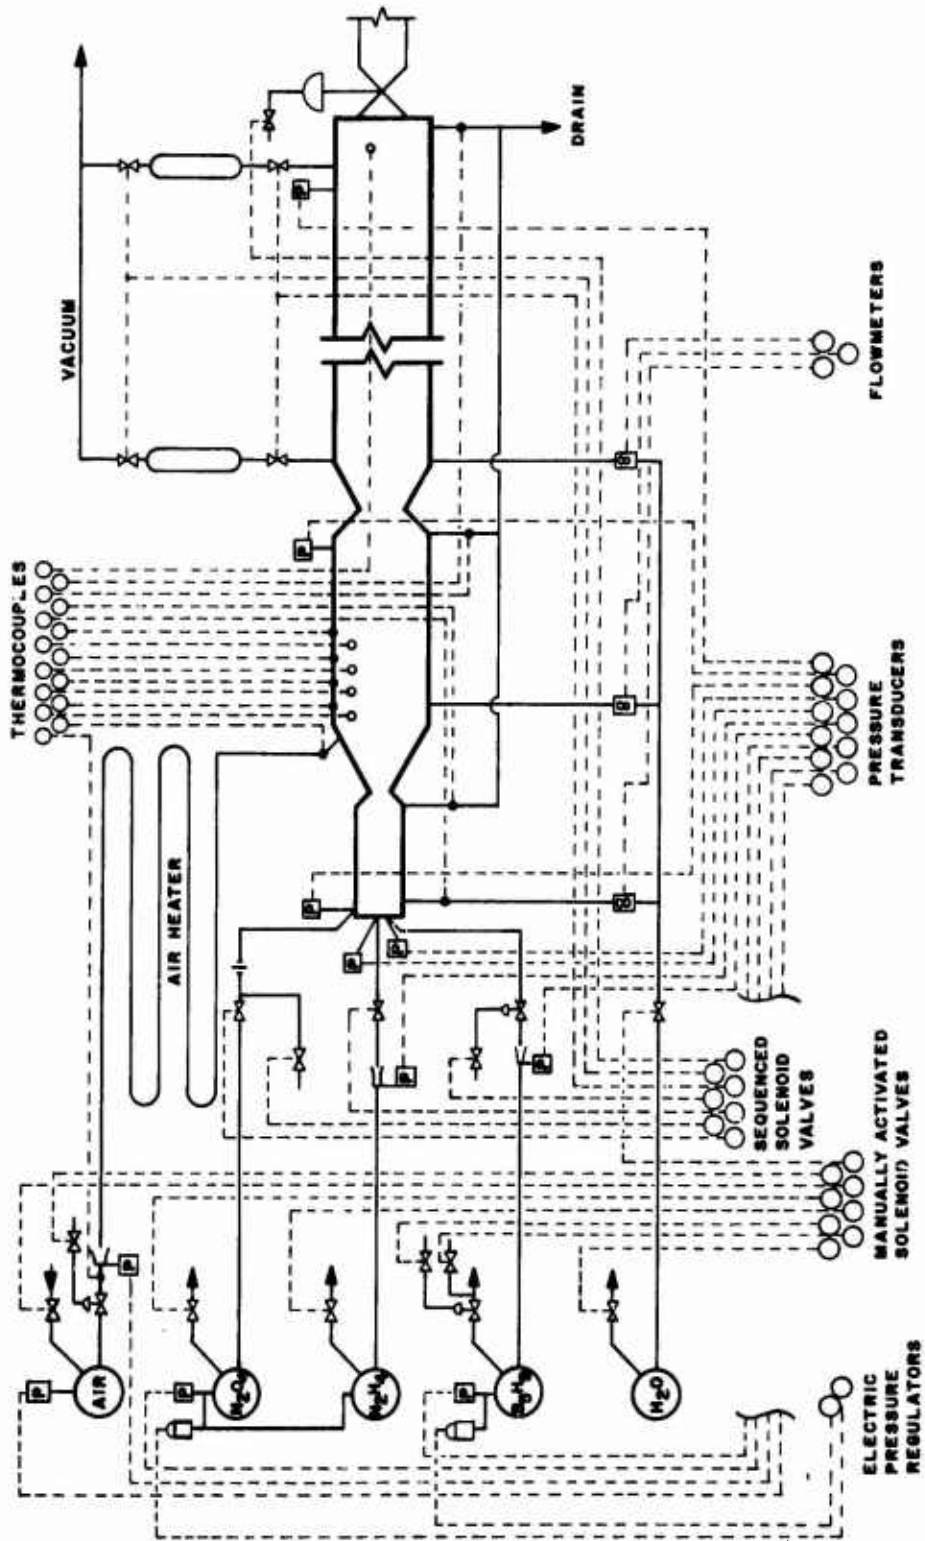 VACUUM
DRAIN
THERMOCOUPLES
AIR HEATER
FLOWMETERS
PRESSURE
TRANSDUCERS
SEQUENCED
SOLENOID
VALVES
MANUALLY ACTIVATED
SOLENOID VALVES
ELECTRIC
PRESSURE
REGULATORS
AIR
N2O4
N2H4
B5H9
H2O
P
P
P
P
P
P
P
P
P
P
P